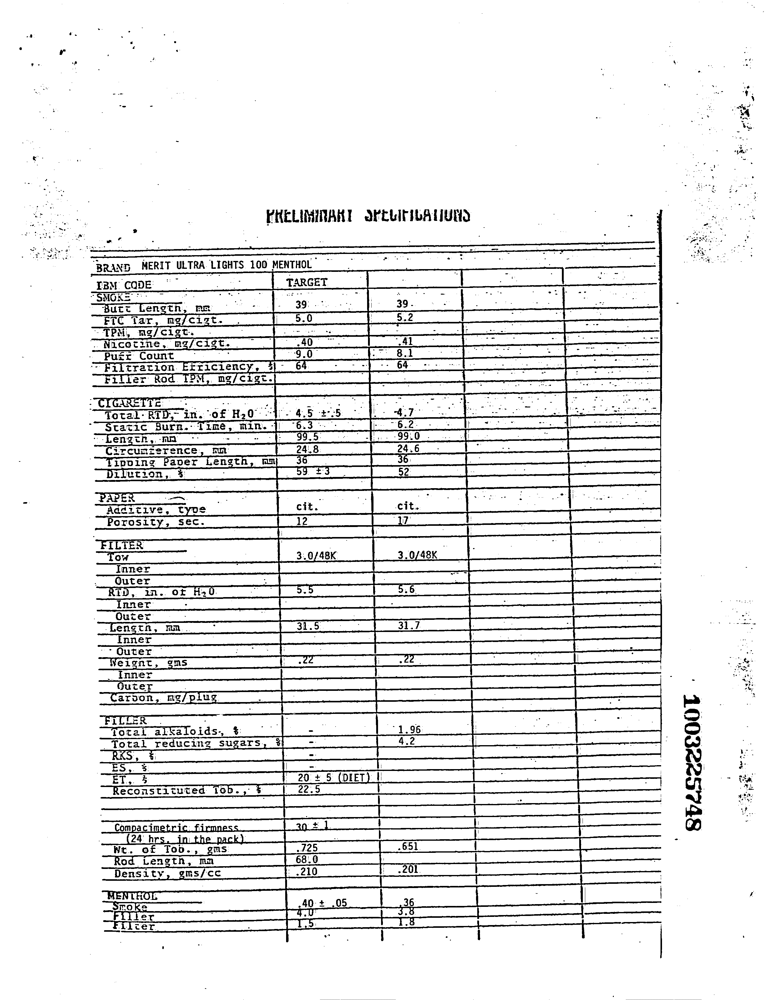 PRELIMINARY SPECIFICATIONS
BRAND MERIT ULTRA LIGHTS 100 MENTHOL
IBM CODE TARGET
SMOKE
Butt Length, mm 39 39
FTC Tar, mg/cigt. 5.0 5.2
TPM, mg/cigt.
Nicotine, mg/cigt. .40 .41
Puff Count 9.0 8.1
Filtration Efficiency, % 64 64
Filler Rod TPM, mg/cigt.
CIGARETTE
Total RTD, in. of H₂O 4.5 ± .5 4.7
Static Burn. Time, min. 6.3 6.2
Length, mm 99.5 99.0
Circumference, mm 24.8 24.6
Tipping Paper Length, mm 36 36
Dilution, % 59 ±3 52
PAPER
Additive, type cit. cit.
Porosity, sec. 12 17
FILTER
Tow 3.0/48K 3.0/48K
Inner
Outer
RTD, in. of H₂O 5.5 5.6
Inner
Outer
Length, mm 31.5 31.7
Inner
Outer
Weight, gms .22 .22
Inner
Outer
Carbon, mg/plug
FILLER
Total alkaloids, % - 1.96
Total reducing sugars, % - 4.2
RKS, % -
ES, % -
ET, % 20 ± 5 (DIET)
Reconstituted Tob., % 22.5
Compacimetric firmness 30 ± 1
(24 hrs. in the pack)
Wt. of Tob., gms .725 .651
Rod Length, mm 68.0
Density, gms/cc .210 .201
MENTHOL
Smoke .40 ± .05 .36
Filler 4.0 3.8
Filter 1.5 1.8
1003225748